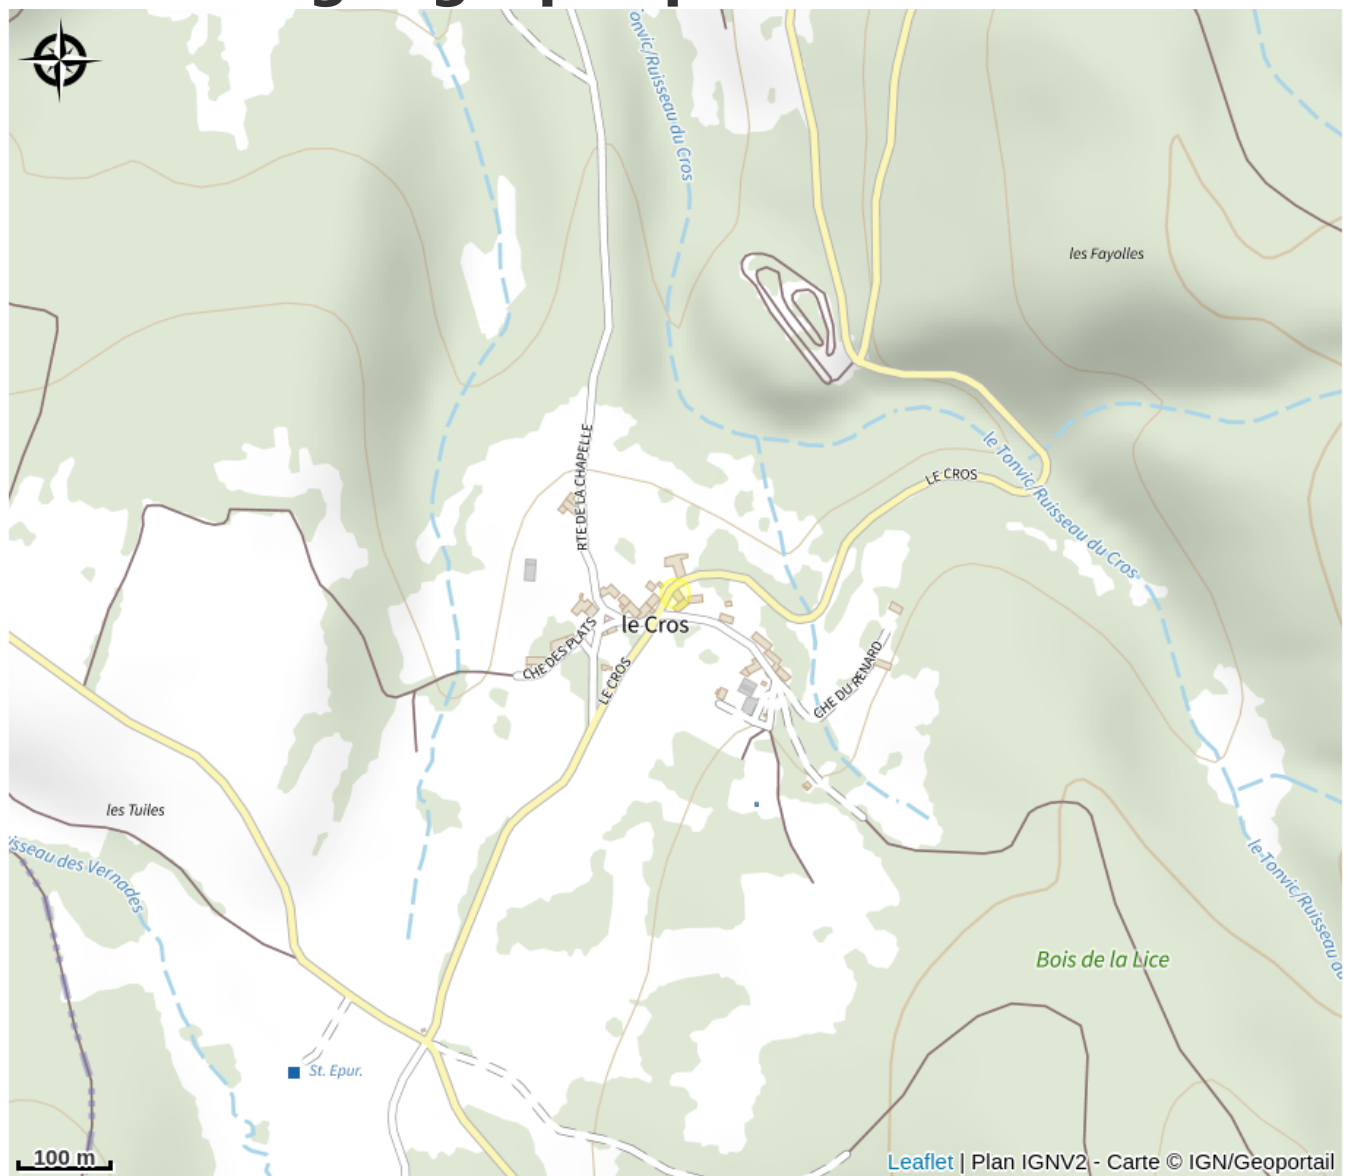 onvic/Ruisseau du Cros
les Fayolles
RTE DE LA CHAPELLE
LE CROS
le Tonvic/Ruisseau du Cros
le Cros
CHE DES PLATS
LE CROS
CHE DU RENARD
les Tuiles
isseau des Vernades
le Tonvic/Ruisseau du
Bois de la Lice
St. Epur.
100 m
Leaflet | Plan IGNV2 - Carte © IGN/Geoportail